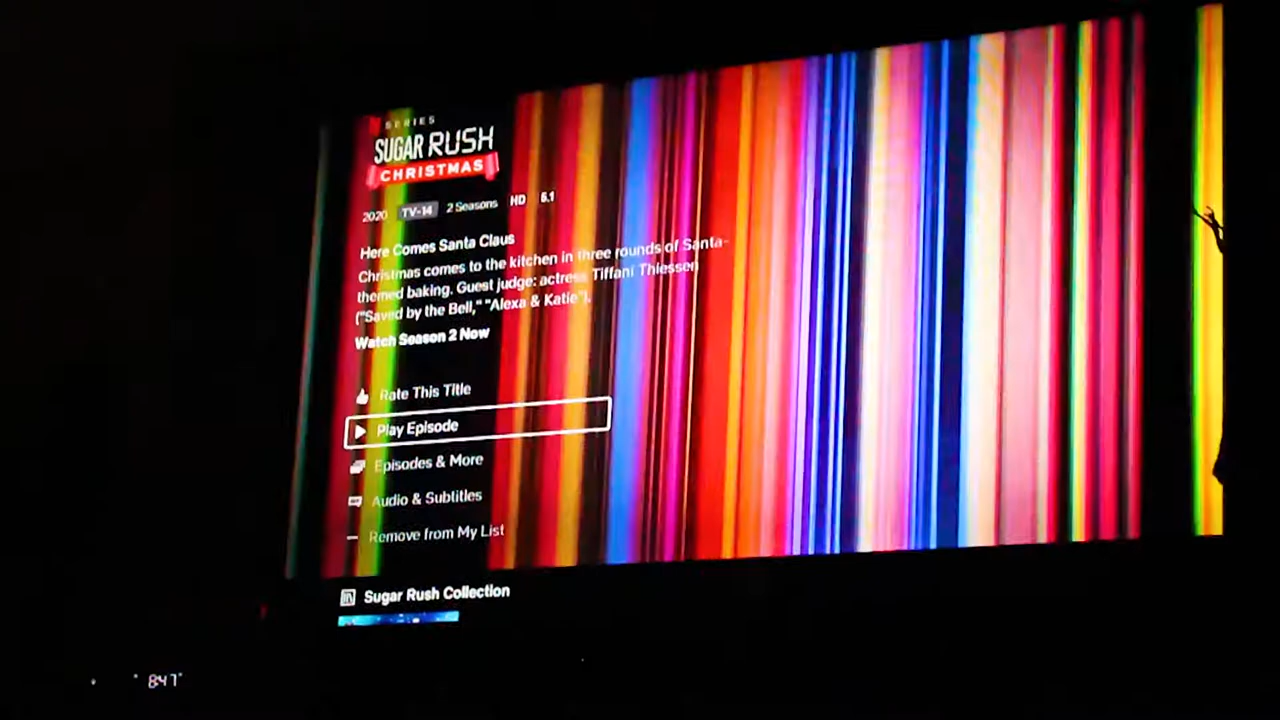 SERIES
SUGAR RUSH
CHRISTMAS
2020 TV-14 2 Seasons HD 5.1
Here Comes Santa Claus
Christmas comes to the kitchen in three rounds of Santa-
themed baking. Guest judge: actress Tiffani Thiessen
("Saved by the Bell," "Alexa & Katie").
Watch Season 2 Now
Rate This Title
Play Episode
Episodes & More
Audio & Subtitles
Remove from My List
Sugar Rush Collection
847